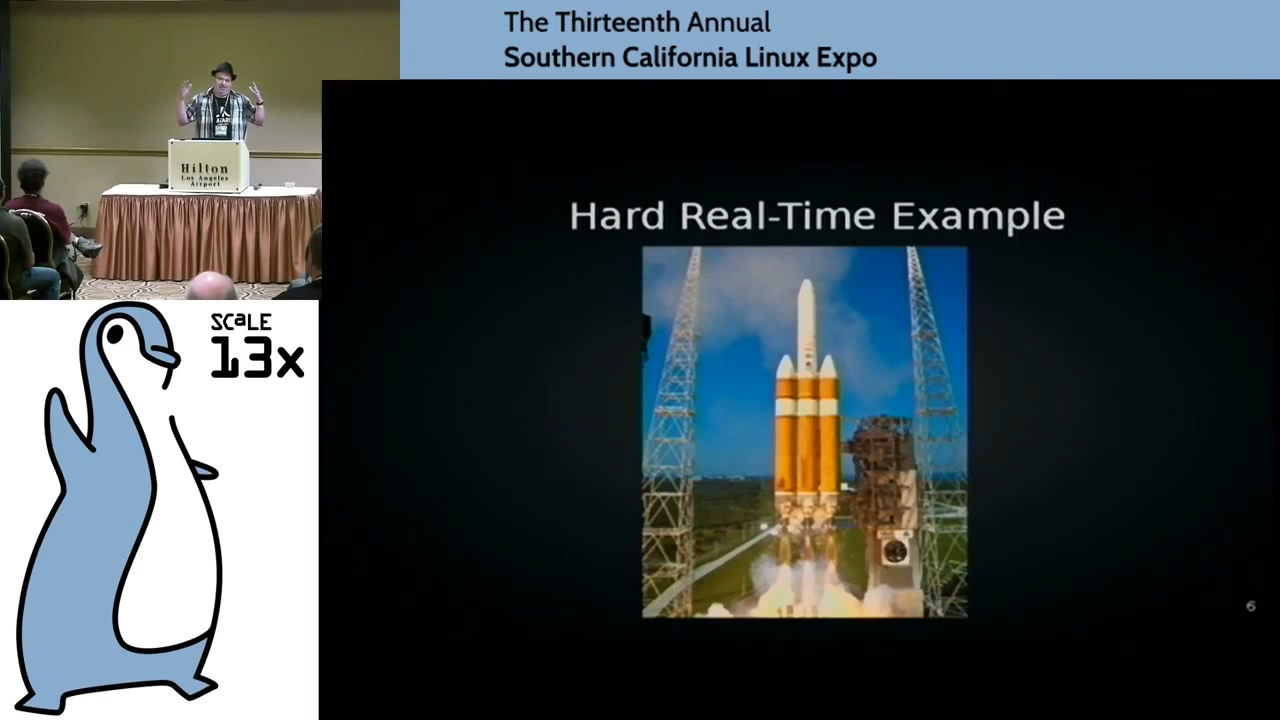 The Thirteenth Annual
Southern California Linux Expo
Hilton
Los Angeles
Airport
SCaLE
13x
Hard Real-Time Example
6